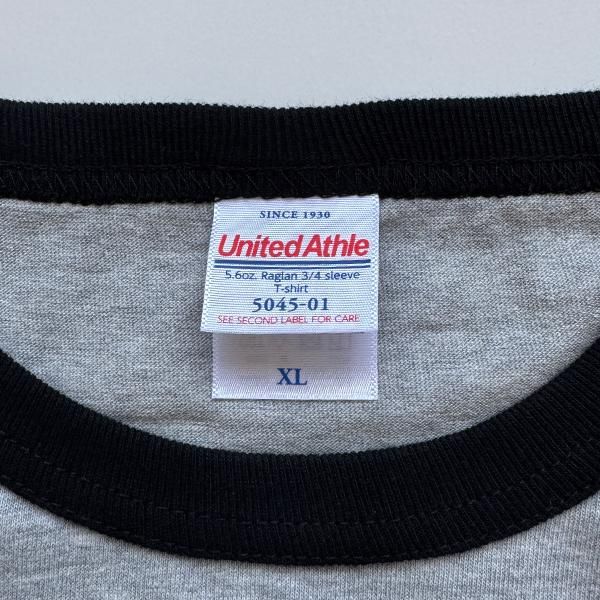 SINCE 1930
United Athle
5.6oz. Raglan 3/4 sleeve
T-shirt
5045-01
SEE SECOND LABEL FOR CARE
XL